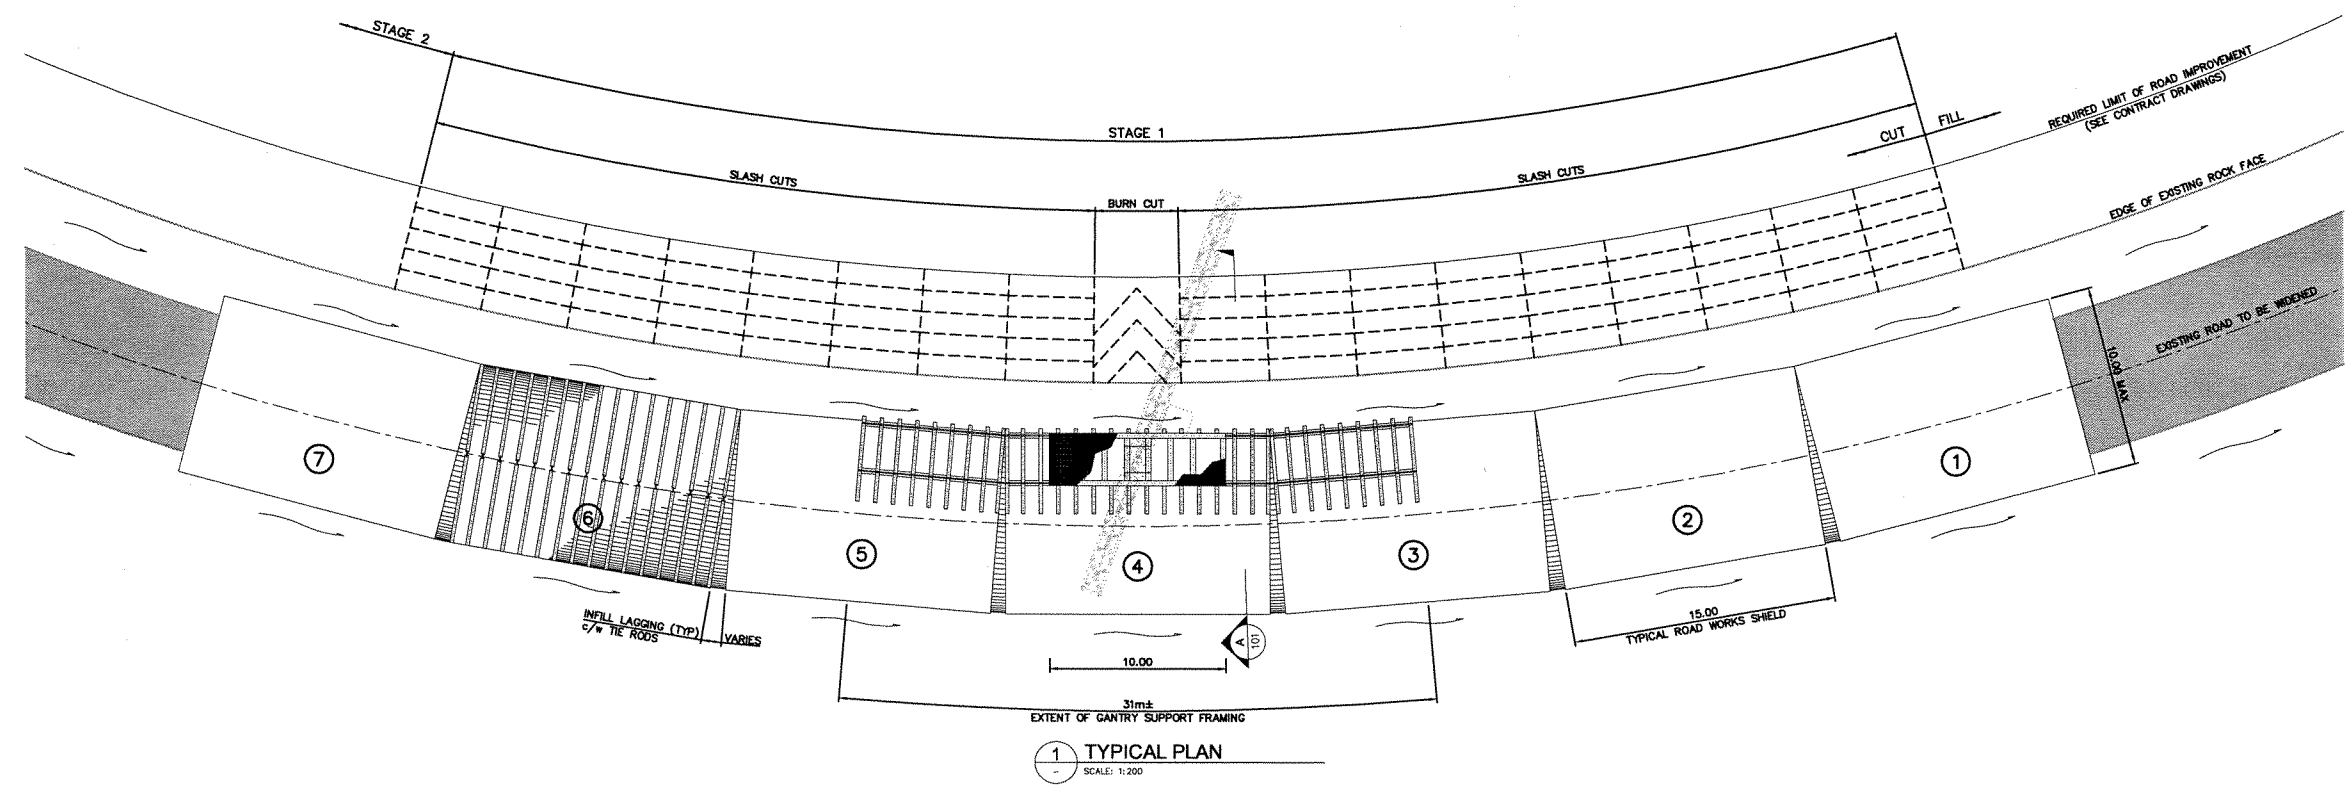 STAGE 2
STAGE 1
SLASH CUTS
BURN CUT
SLASH CUTS
CUT
FILL
REQUIRED LIMIT OF ROAD IMPROVEMENT
(SEE CONTRACT DRAWINGS)
EDGE OF EXISTING ROCK FACE
EXISTING ROAD TO BE WIDENED
10.00 MAX
7
6
5
4
3
2
1
INFILL LAGGING (TYP)
c/w TIE RODS
VARIES
A
101
10.00
15.00
TYPICAL ROAD WORKS SHIELD
31m±
EXTENT OF GANTRY SUPPORT FRAMING
1
-
TYPICAL PLAN
SCALE: 1:200